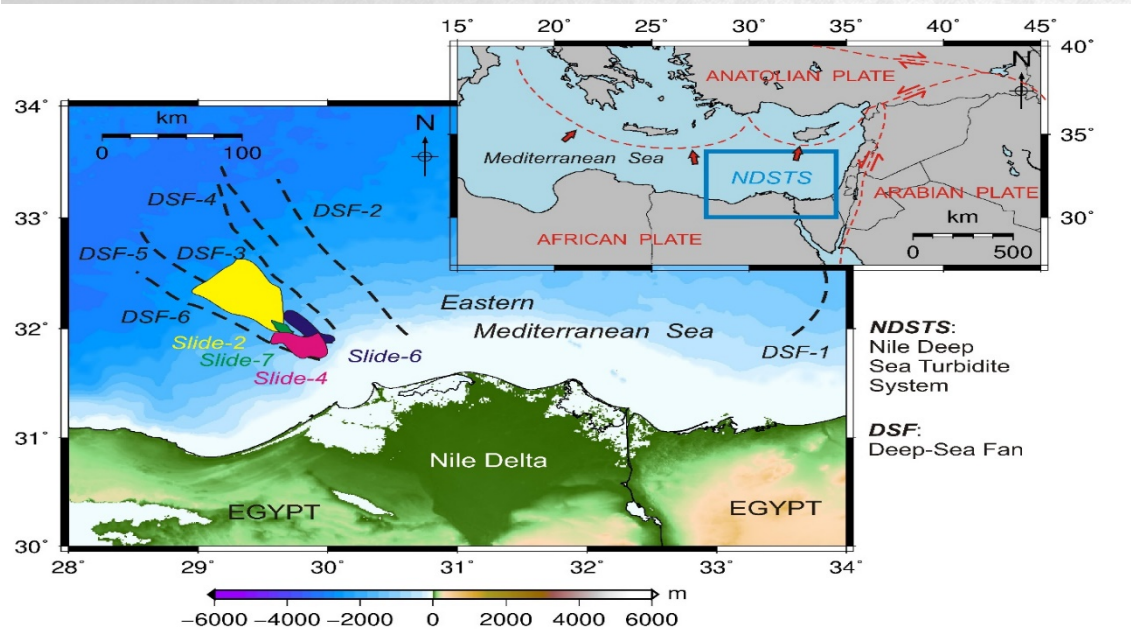 15˚ 20˚ 25˚ 30˚ 35˚ 40˚ 45˚
40˚
35˚
30˚
ANATOLIAN PLATE
N
Mediterranean Sea
NDSTS
ARABIAN PLATE
AFRICAN PLATE
km
0 500
34˚
33˚
32˚
31˚
30˚
km
0 100
N
DSF-4
DSF-2
DSF-5
DSF-3
DSF-6
Eastern
Mediterranean Sea
DSF-1
Slide-2
Slide-7
Slide-6
Slide-4
Nile Delta
EGYPT
EGYPT
28˚ 29˚ 30˚ 31˚ 32˚ 33˚ 34˚
NDSTS:
Nile Deep
Sea Turbidite
System
DSF:
Deep-Sea Fan
m
−6000 −4000 −2000 0 2000 4000 6000